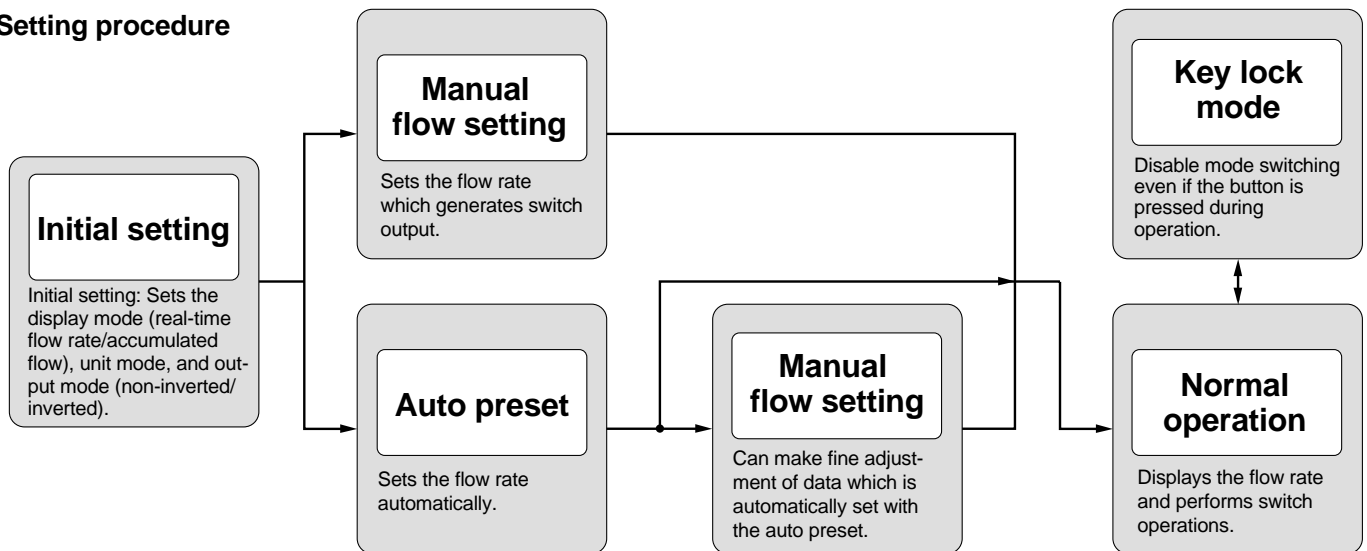 Setting procedure
Initial setting
Initial setting: Sets the
display mode (real-time
flow rate/accumulated
flow), unit mode, and out-
put mode (non-inverted/
inverted).
Manual
flow setting
Sets the flow rate
which generates switch
output.
Auto preset
Sets the flow rate
automatically.
Manual
flow setting
Can make fine adjust-
ment of data which is
automatically set with
the auto preset.
Key lock
mode
Disable mode switching
even if the button is
pressed during
operation.
Normal
operation
Displays the flow rate
and performs switch
operations.